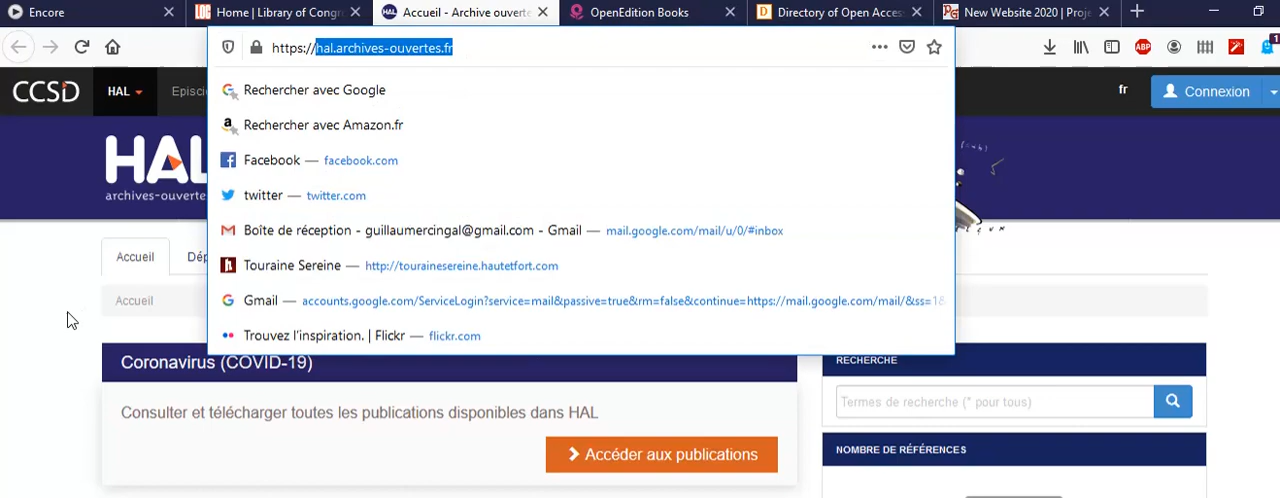 Encore
Home | Library of Congr
Accueil - Archive ouverte
OpenEdition Books
Directory of Open Acces
New Website 2020 | Proje
https://hal.archives-ouvertes.fr
ABP
1
CCSD
HAL
Episcie
fr
Connexion
Rechercher avec Google
Rechercher avec Amazon.fr
Facebook — facebook.com
twitter — twitter.com
Boîte de réception - guillaumercingal@gmail.com - Gmail — mail.google.com/mail/u/0/#inbox
Touraine Sereine — http://tourainesereine.hautetfort.com
Gmail — accounts.google.com/ServiceLogin?service=mail&passive=true&rm=false&continue=https://mail.google.com/mail/&ss=1&
Trouvez l'inspiration. | Flickr — flickr.com
HAL
archives-ouverte
Accueil
Dép
Accueil
Coronavirus (COVID-19)
Consulter et télécharger toutes les publications disponibles dans HAL
Accéder aux publications
RECHERCHE
Termes de recherche (* pour tous)
NOMBRE DE RÉFÉRENCES